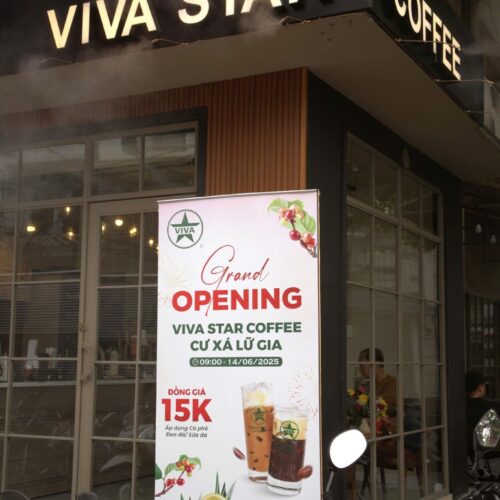 VIVA STAR
COFFEE
VIVA
Grand
OPENING
VIVA STAR COFFEE
CƯ XÁ LỮ GIA
09:00 - 14/06/2025
ĐỒNG GIÁ
15K
Áp dụng Cà phê
Đen đá/ Sữa đá